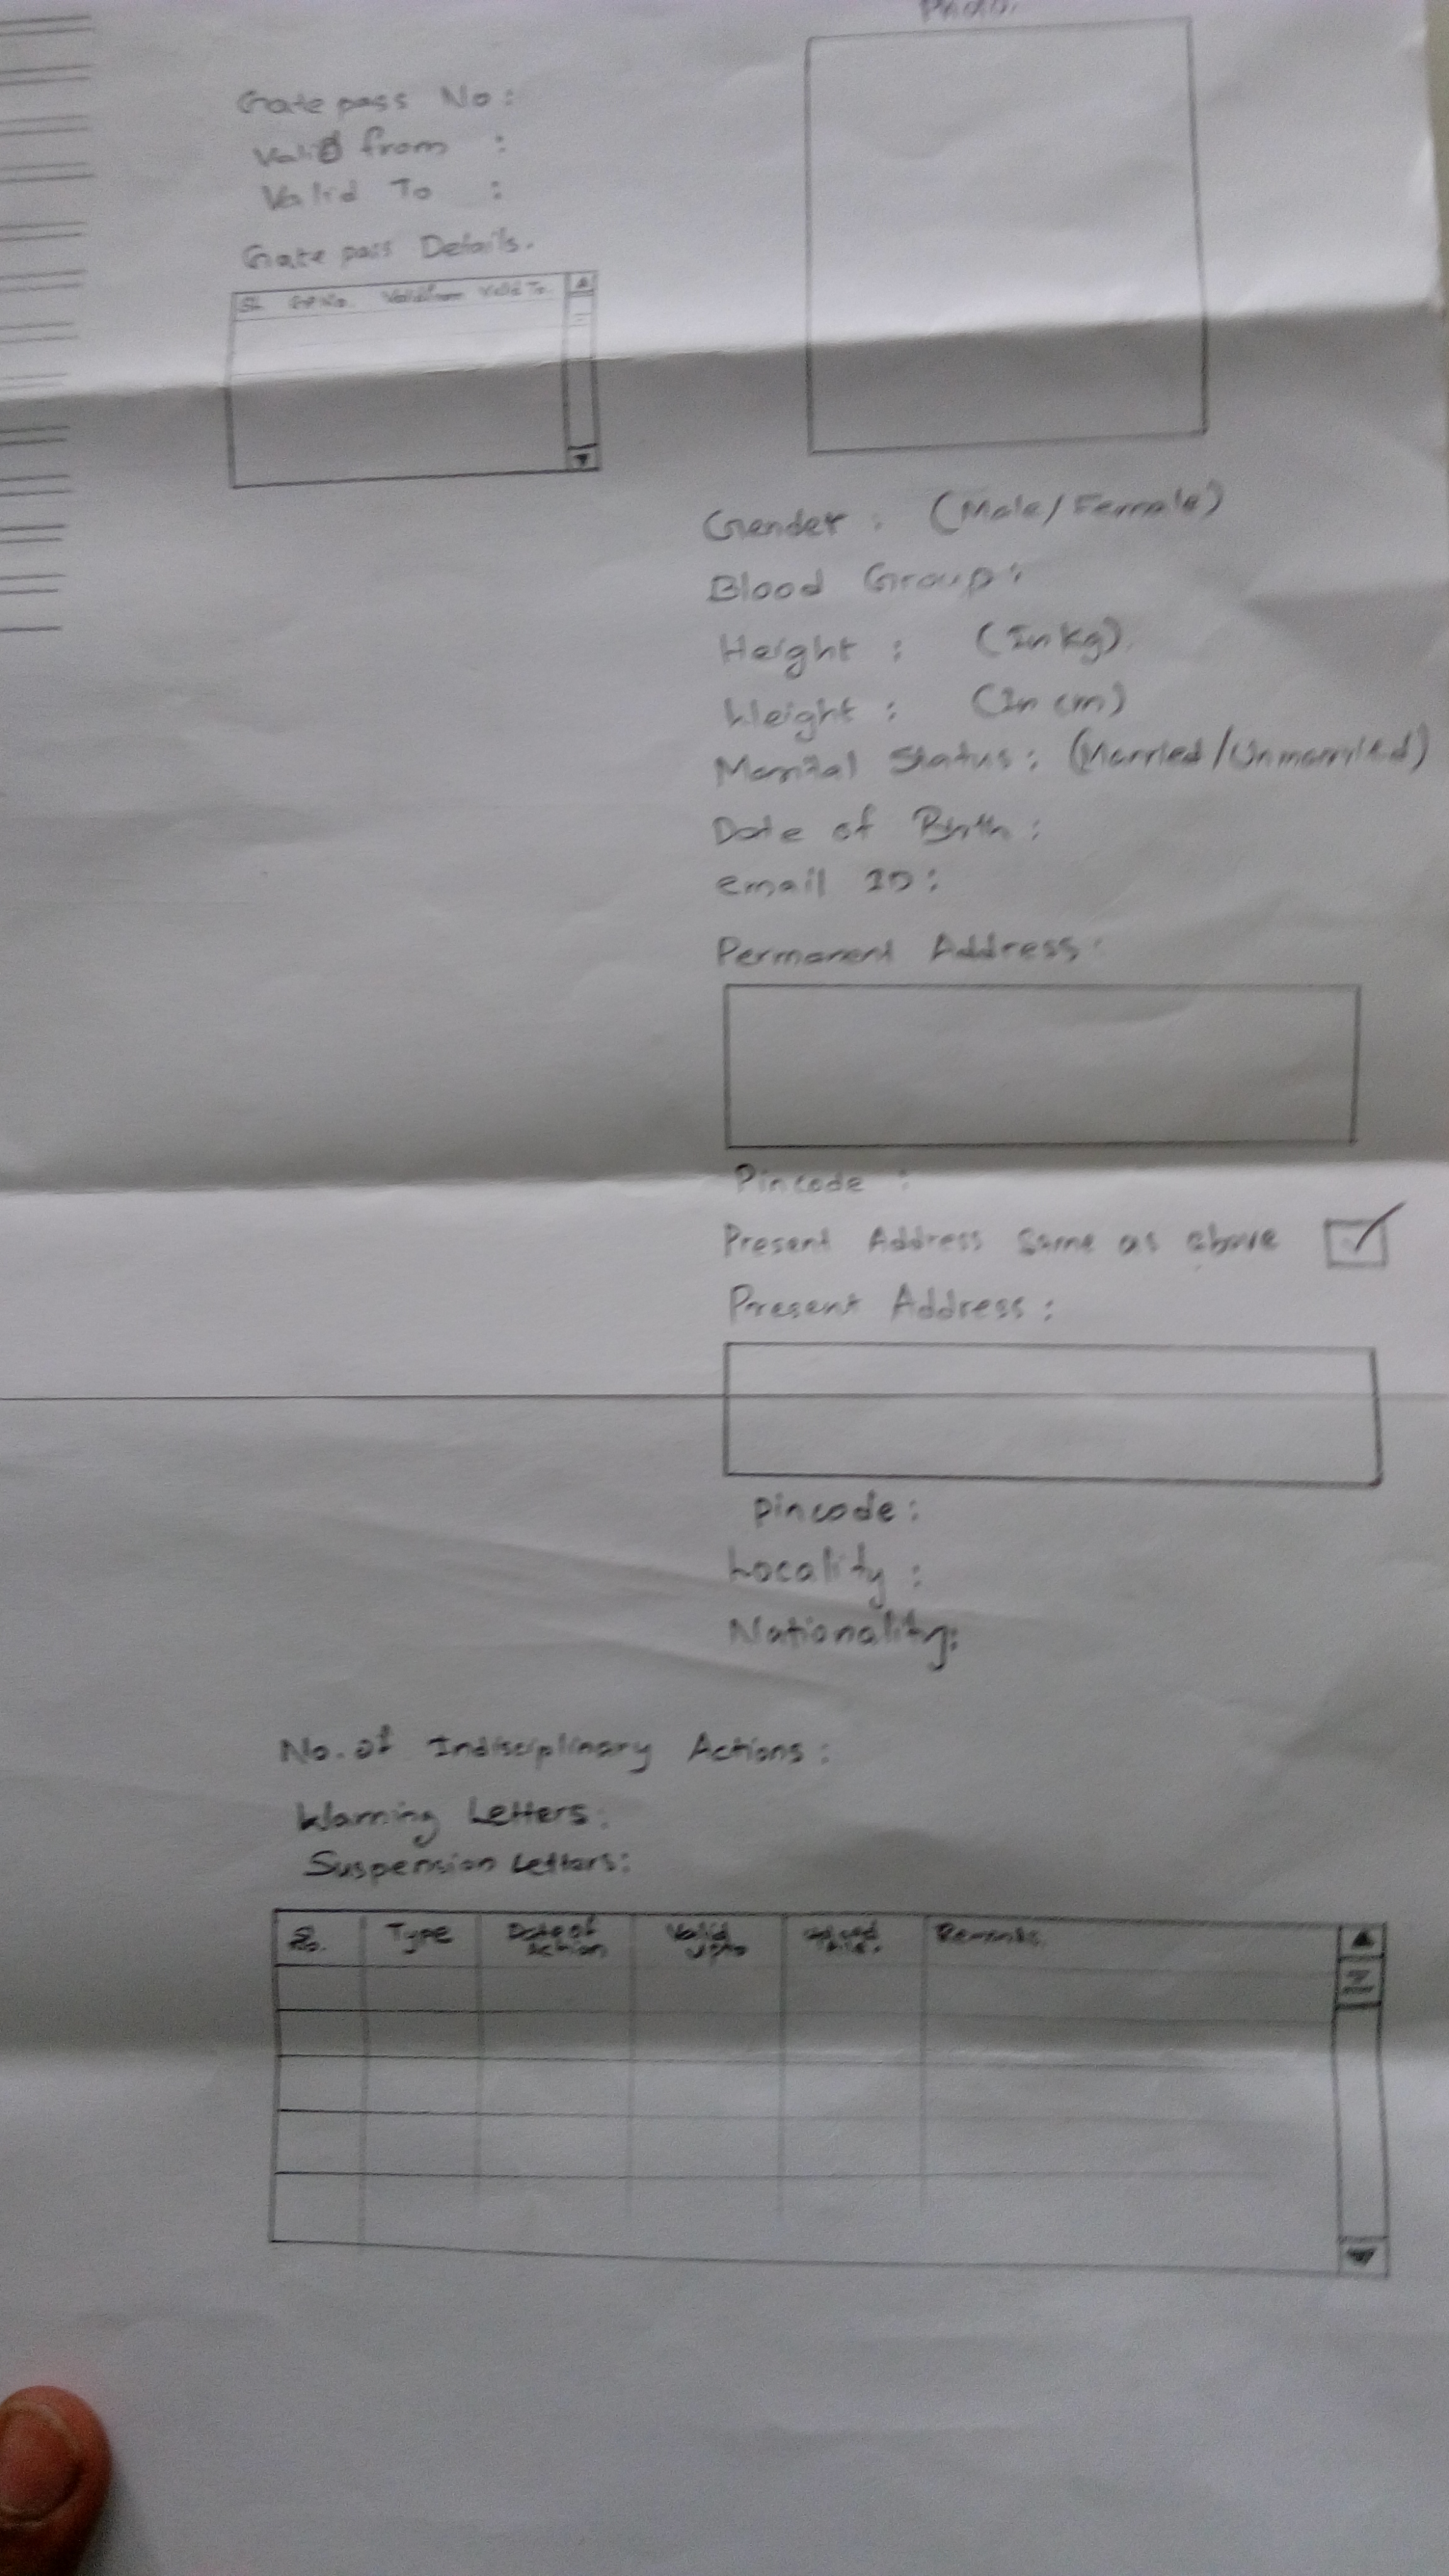 Photo.
Gate pass No :
Valid from :
Valid To :
Gate pass Details.
Sl. GP No. Valid from Valid To.
Gender : (Male/Female)
Blood Group :
Height : (In kg)
Weight : (In cm)
Marital Status : (Married/Unmarried)
Date of Birth :
email ID :
Permanent Address :
Pincode :
Present Address Same as above
Present Address :
Pincode :
Locality :
Nationality :
No. of Indisciplinary Actions :
Warning Letters :
Suspension Letters :
Sl. No. Type Date of Action Valid upto Remarks